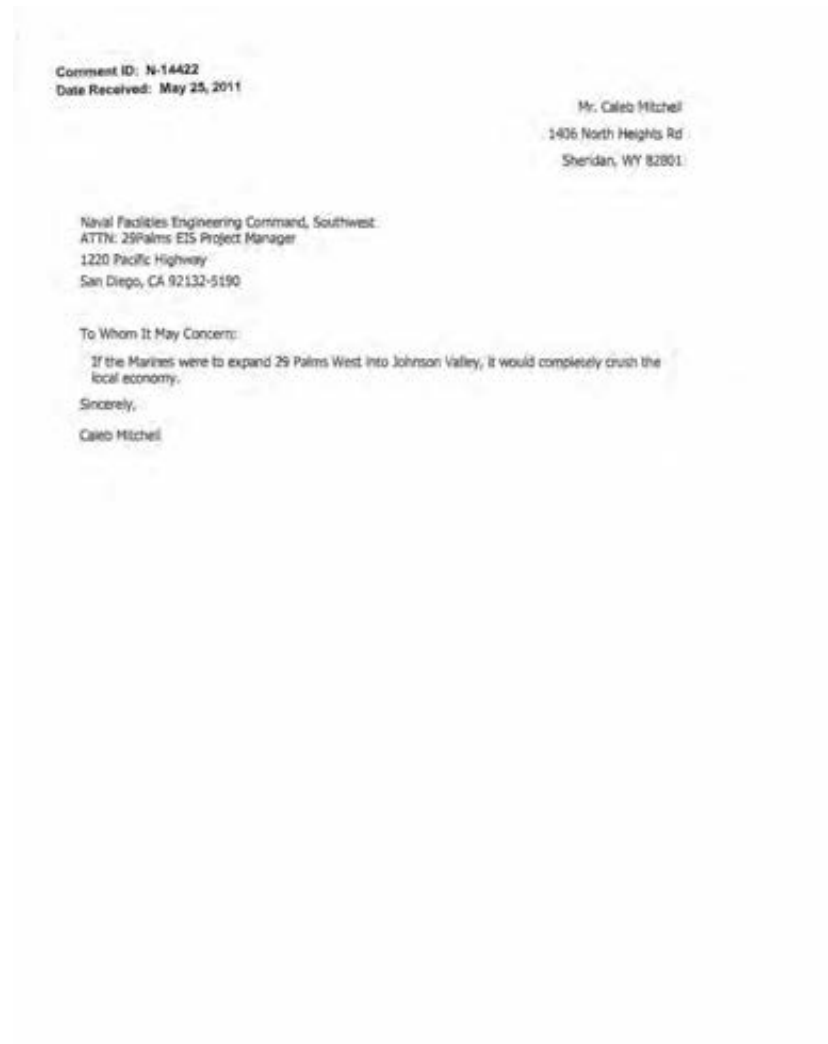 Comment ID: N-14422
Date Received: May 25, 2011
Mr. Caleb Mitchell
1406 North Heights Rd
Sheridan, WY 82801
Naval Facilities Engineering Command, Southwest
ATTN: 29Palms EIS Project Manager
1220 Pacific Highway
San Diego, CA 92132-5190
To Whom It May Concern:
If the Marines were to expand 29 Palms West into Johnson Valley, it would completely crush the
local economy.
Sincerely,
Caleb Mitchell